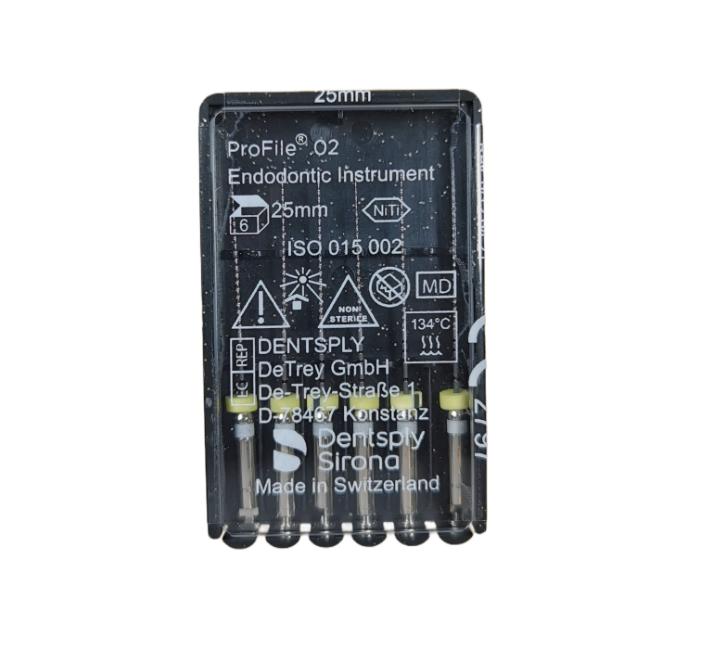 25mm
ProFile® .02
Endodontic Instrument
6 25mm NiTi
ISO 015 002
NON STERILE
MD
134°C
EC REP
DENTSPLY
DeTrey GmbH
De-Trey-Straße 1
D-78467 Konstanz
Dentsply
Sirona
Made in Switzerland